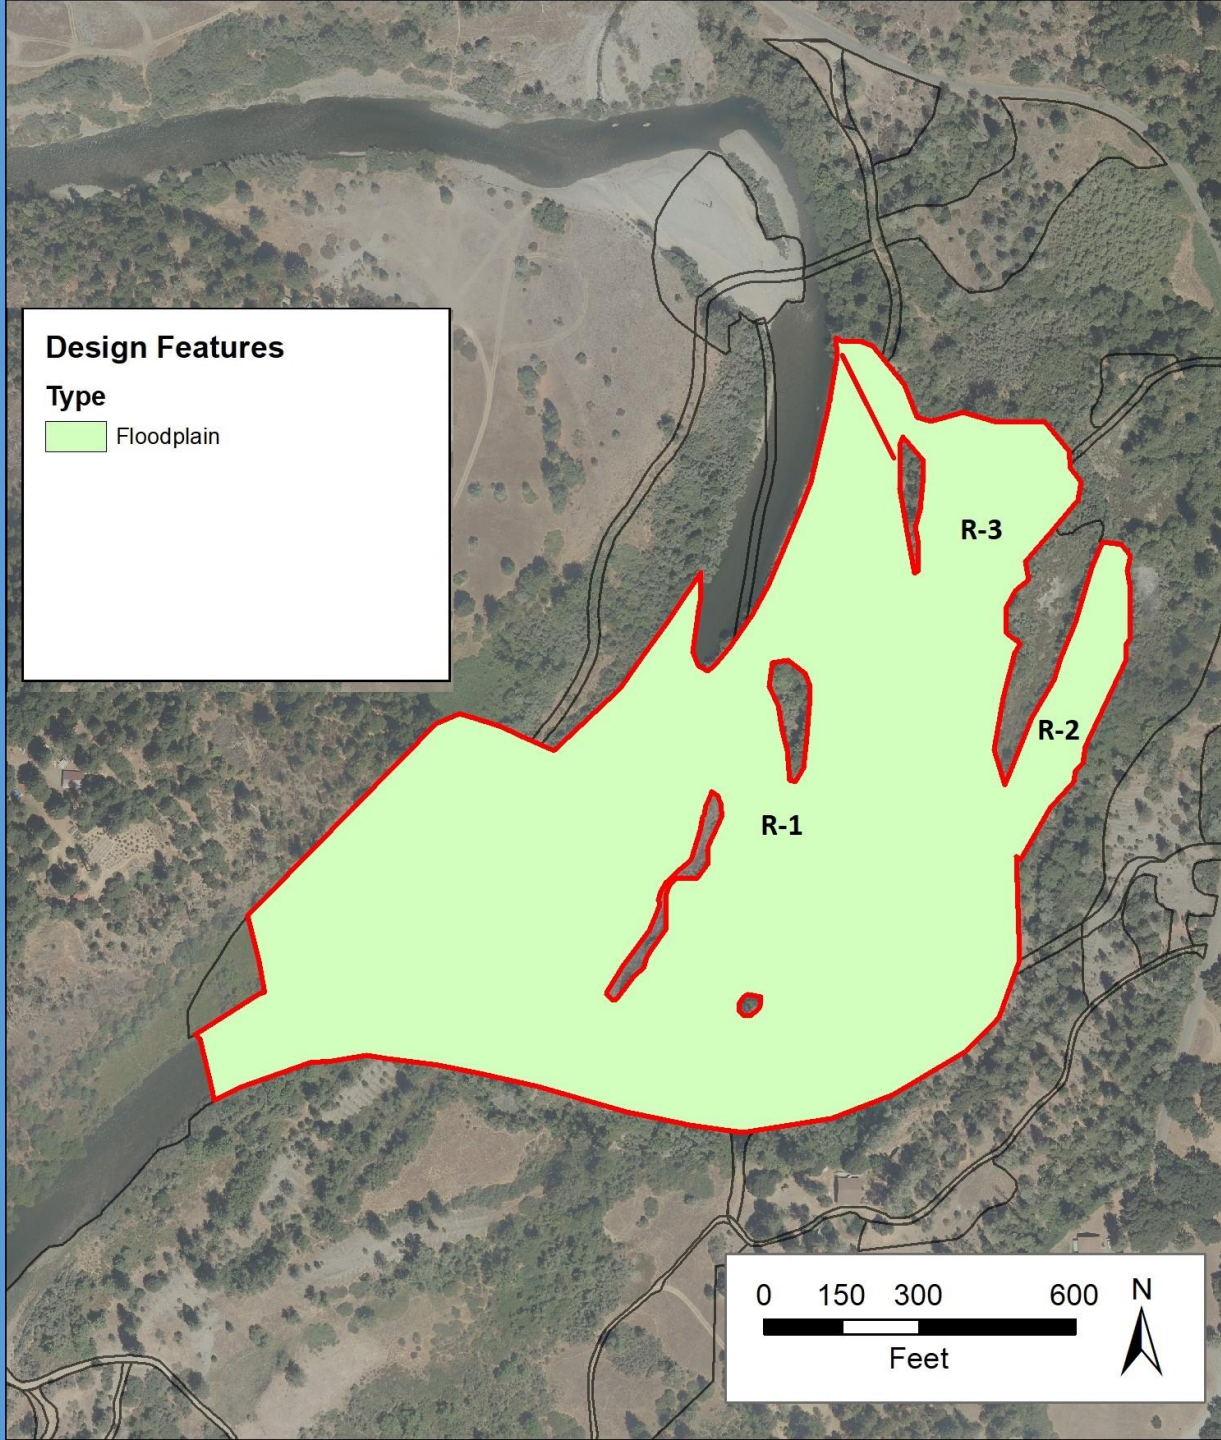 Design Features
Type
Floodplain
R-3
R-2
R-1
0 150 300 600 N
Feet